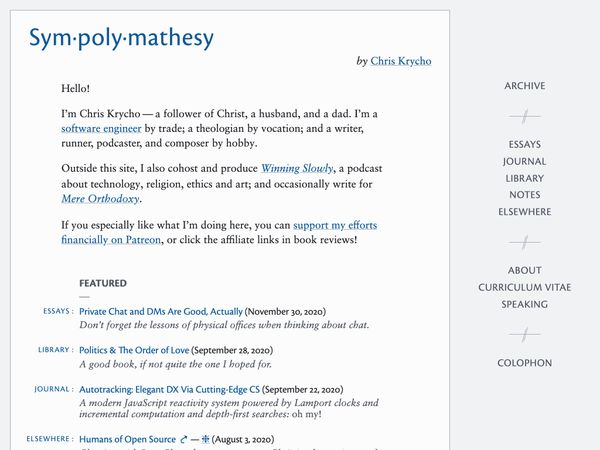 Sym·poly·mathesy
by Chris Krycho
Hello!
I’m Chris Krycho — a follower of Christ, a husband, and a dad. I’m a
software engineer by trade; a theologian by vocation; and a writer,
runner, podcaster, and composer by hobby.
Outside this site, I also cohost and produce Winning Slowly, a podcast
about technology, religion, ethics and art; and occasionally write for
Mere Orthodoxy.
If you especially like what I’m doing here, you can support my efforts
financially on Patreon, or click the affiliate links in book reviews!
FEATURED
ESSAYS: Private Chat and DMs Are Good, Actually (November 30, 2020)
Don’t forget the lessons of physical offices when thinking about chat.
LIBRARY: Politics & The Order of Love (September 28, 2020)
A good book, if not quite the one I hoped for.
JOURNAL: Autotracking: Elegant DX Via Cutting-Edge CS (September 22, 2020)
A modern JavaScript reactivity system powered by Lamport clocks and
incremental computation and depth-first searches: oh my!
ELSEWHERE: Humans of Open Source — (August 3, 2020)
ARCHIVE
ESSAYS
JOURNAL
LIBRARY
NOTES
ELSEWHERE
ABOUT
CURRICULUM VITAE
SPEAKING
COLOPHON